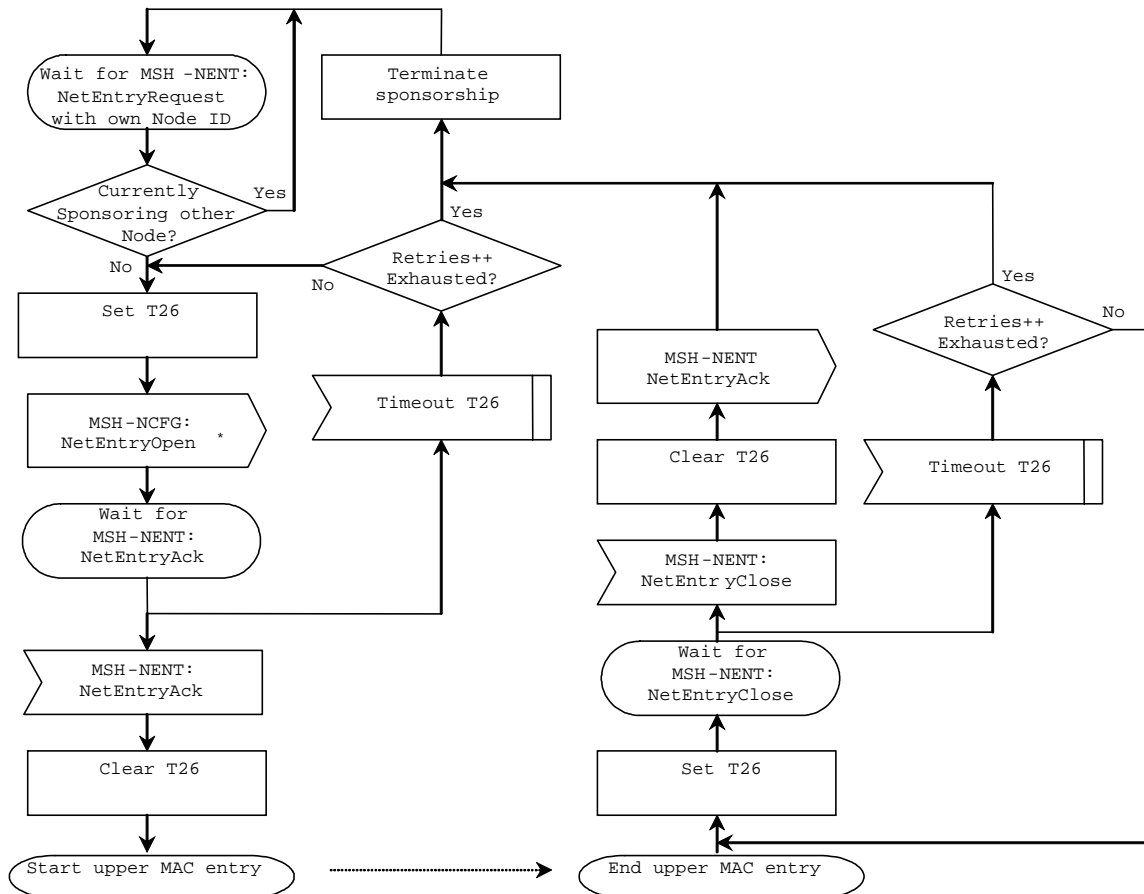 Wait for MSH -NENT:
NetEntryRequest
with own Node ID
Terminate
sponsorship
Currently
Sponsoring other
Node?
Yes
No
Yes
Retries++
Exhausted?
No
Set T26
MSH-NCFG:
NetEntryOpen *
Timeout T26
Wait for
MSH-NENT:
NetEntryAck
MSH-NENT:
NetEntryAck
Clear T26
Start upper MAC entry
Yes
Retries++
Exhausted?
No
MSH-NENT
NetEntryAck
Clear T26
Timeout T26
MSH-NENT:
NetEntryClose
Wait for
MSH-NENT:
NetEntryClose
Set T26
End upper MAC entry